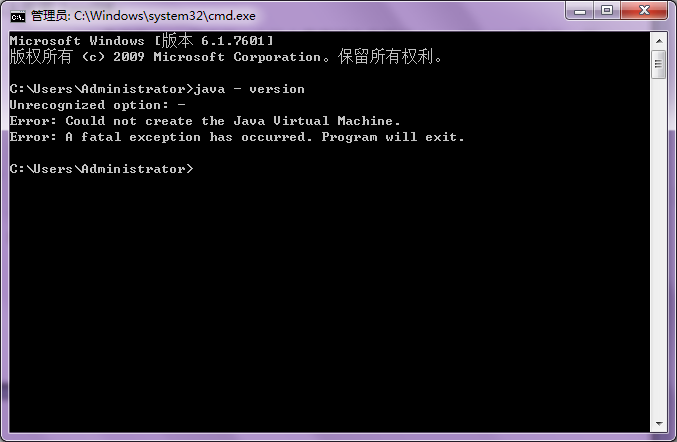 管理员: C:\Windows\system32\cmd.exe
Microsoft Windows [版本 6.1.7601]
版权所有 (c) 2009 Microsoft Corporation。保留所有权利。
C:\Users\Administrator>java - version
Unrecognized option: -
Error: Could not create the Java Virtual Machine.
Error: A fatal exception has occurred. Program will exit.
C:\Users\Administrator>